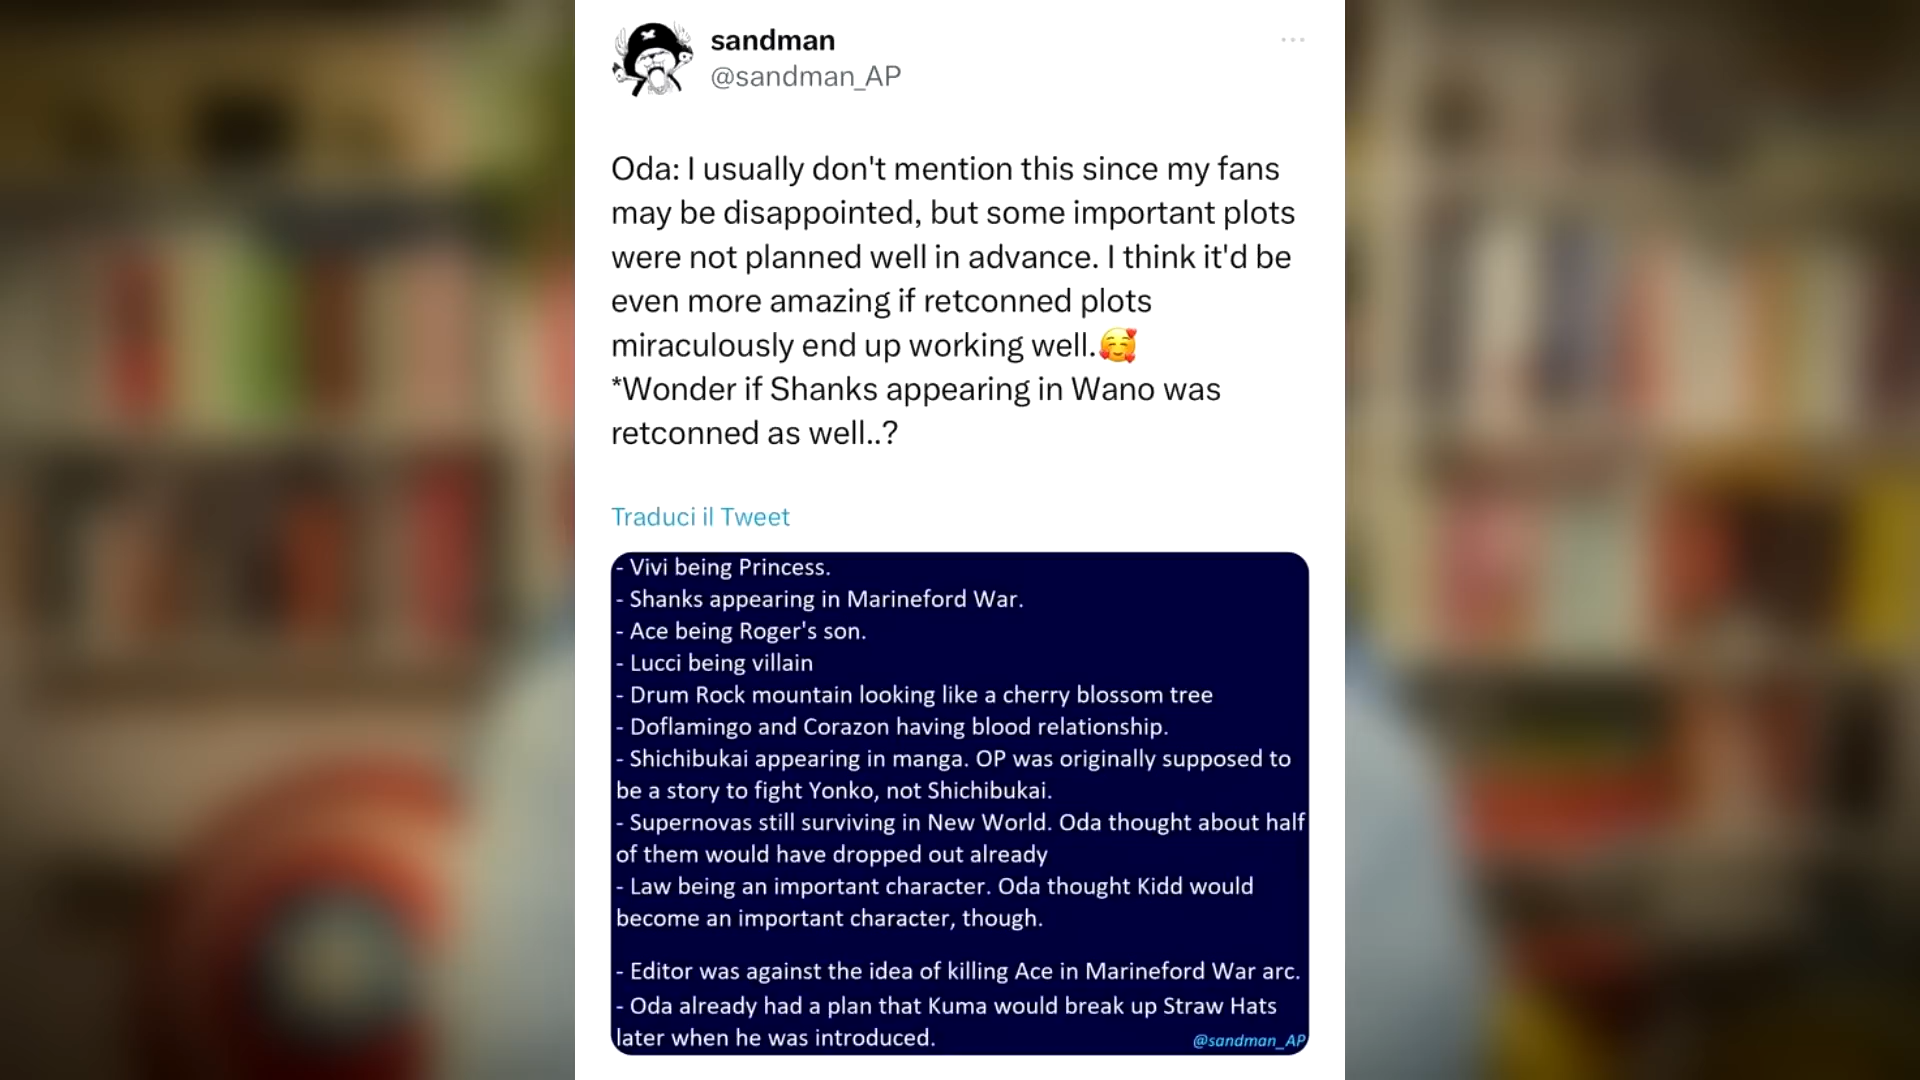 sandman
@sandman_AP
Oda: I usually don't mention this since my fans
may be disappointed, but some important plots
were not planned well in advance. I think it'd be
even more amazing if retconned plots
miraculously end up working well.🥰
*Wonder if Shanks appearing in Wano was
retconned as well..?
Traduci il Tweet
- Vivi being Princess.
- Shanks appearing in Marineford War.
- Ace being Roger's son.
- Lucci being villain
- Drum Rock mountain looking like a cherry blossom tree
- Doflamingo and Corazon having blood relationship.
- Shichibukai appearing in manga. OP was originally supposed to
be a story to fight Yonko, not Shichibukai.
- Supernovas still surviving in New World. Oda thought about half
of them would have dropped out already
- Law being an important character. Oda thought Kidd would
become an important character, though.
- Editor was against the idea of killing Ace in Marineford War arc.
- Oda already had a plan that Kuma would break up Straw Hats
later when he was introduced.
@sandman_AP